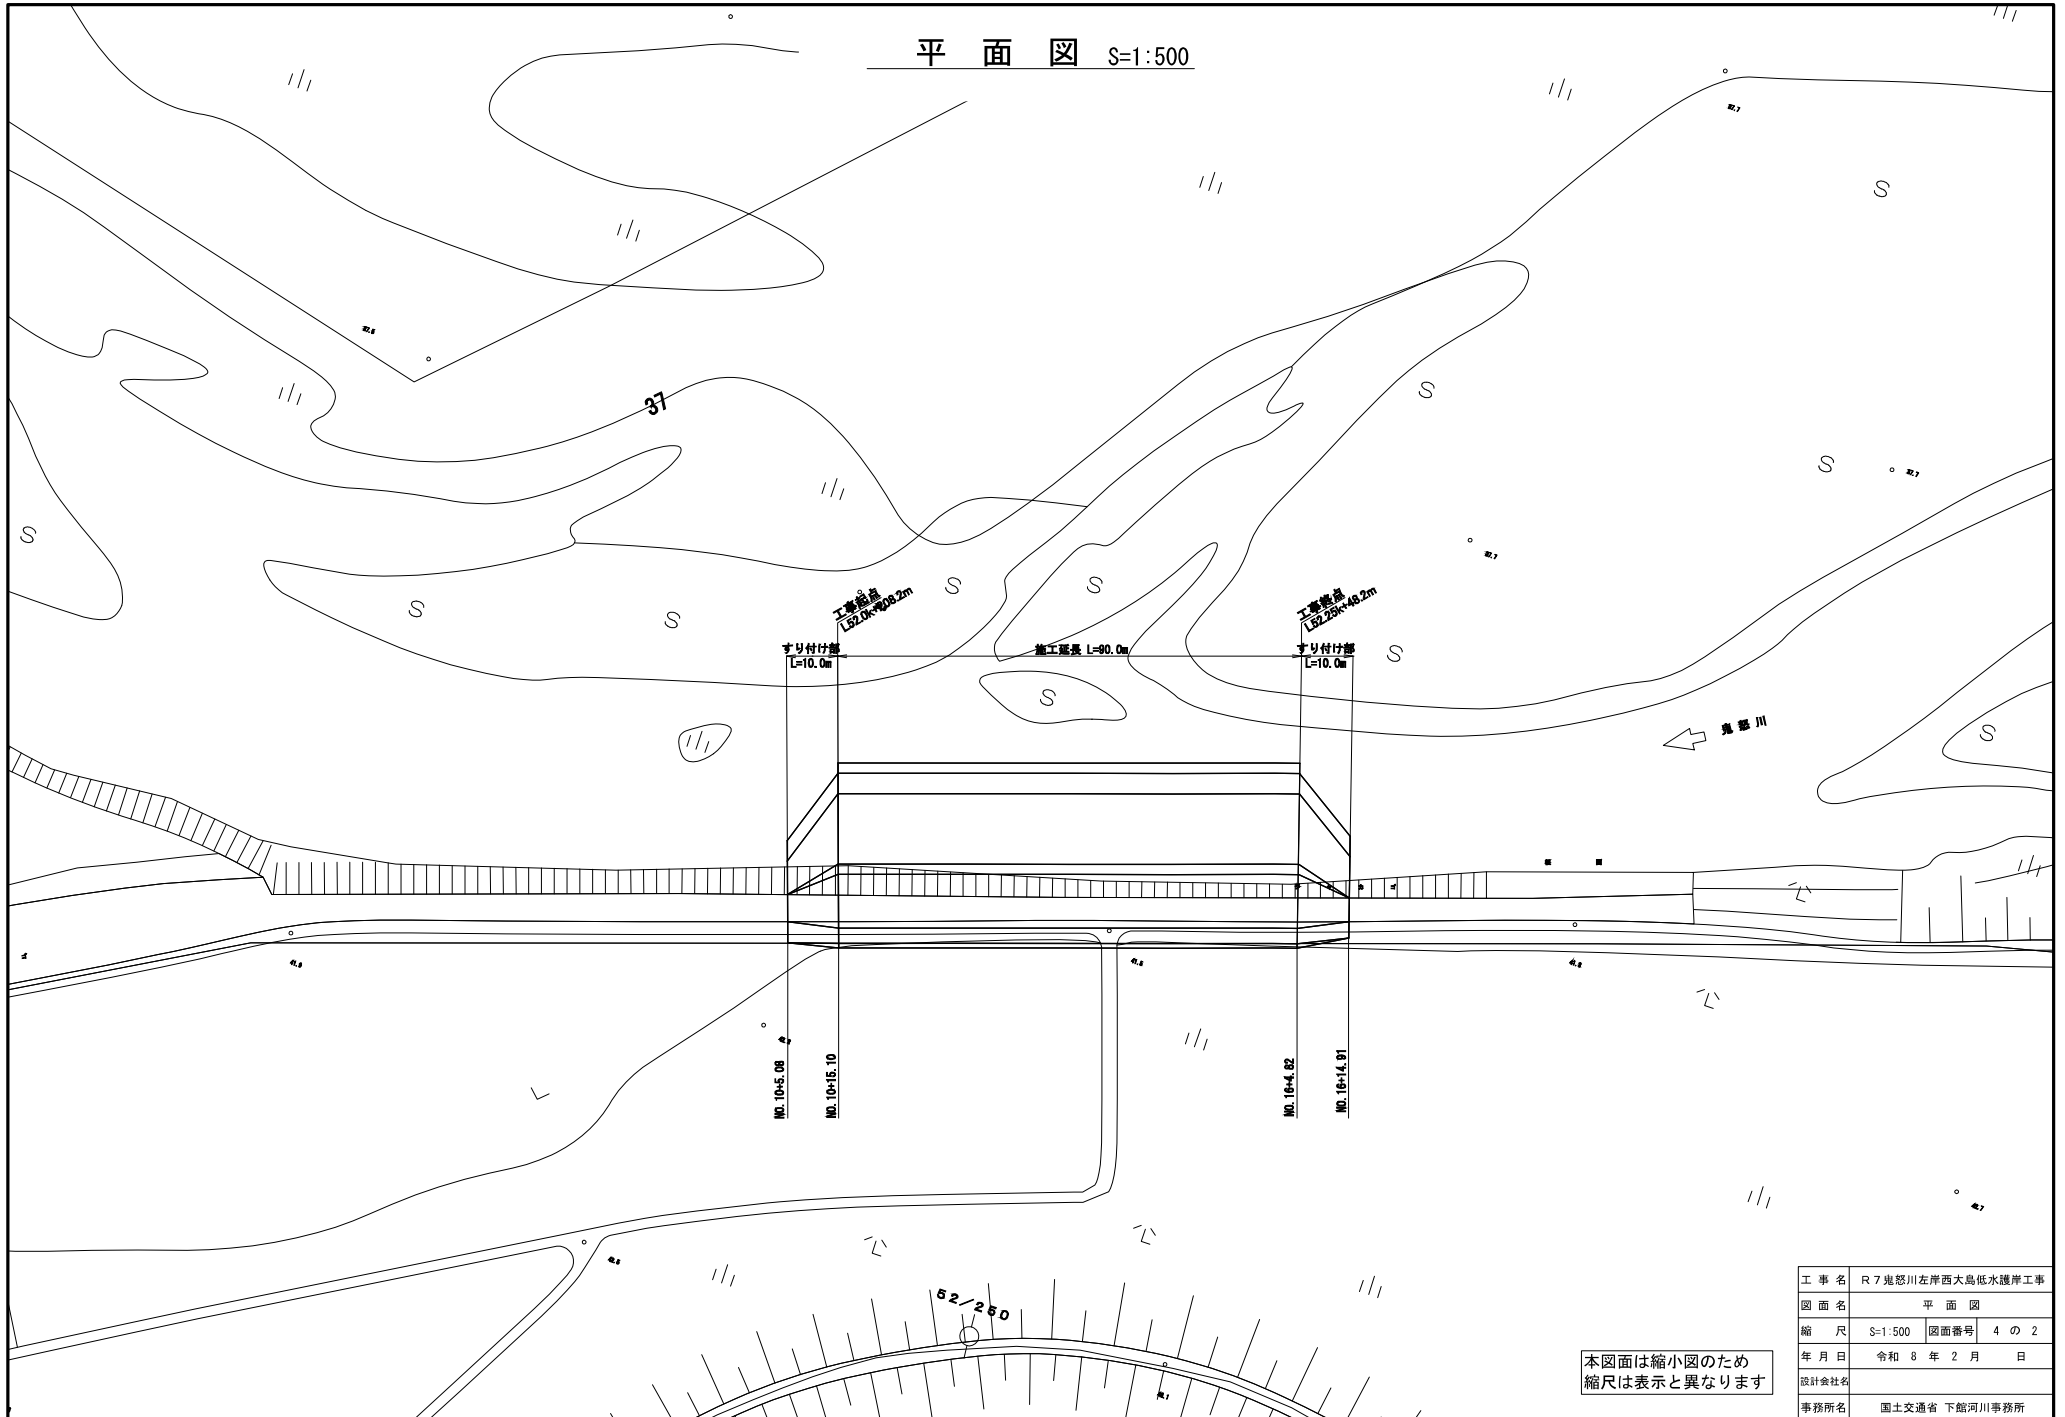 平 面 図 S=1:500
37
工事起点
工事終点
L52.25k+48.2m
すり付け部
L=10.0m
施工延長 L=90.0m
すり付け部
L=10.0m
鬼 怒 川
NO.10+5.08
NO.10+15.10
NO.16+4.82
NO.16+14.91
52/250
本図面は縮小図のため
縮尺は表示と異なります
工 事 名 R7鬼怒川左岸西大島低水護岸工事
図 面 名 平 面 図
縮 尺 S=1:500 図面番号 4 の 2
年 月 日 令和 8 年 2 月 日
設計会社名
事務所名 国土交通省 下館河川事務所